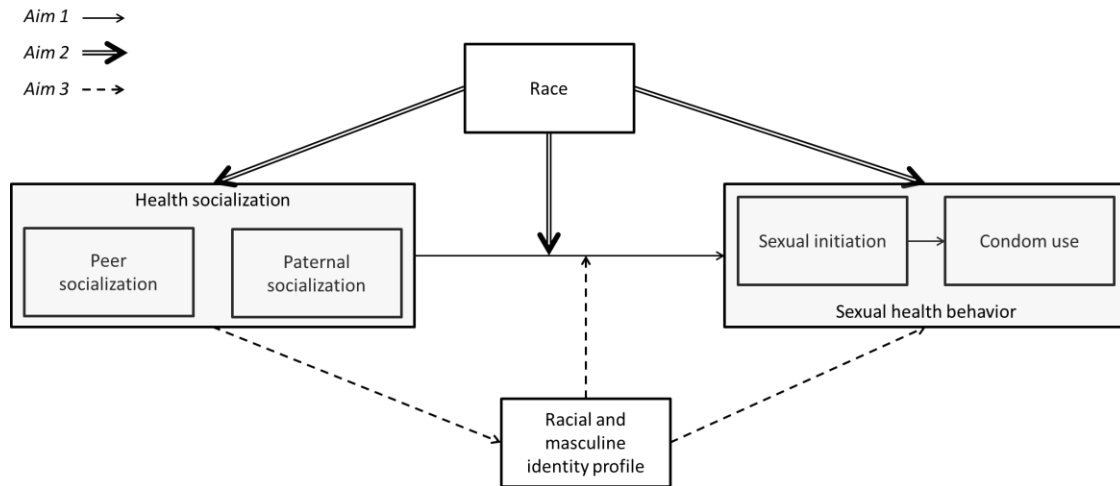 Aim 1
Aim 2
Aim 3
Race
Health socialization
Peer
socialization
Paternal
socialization
Sexual initiation
Condom use
Sexual health behavior
Racial and
masculine
identity profile